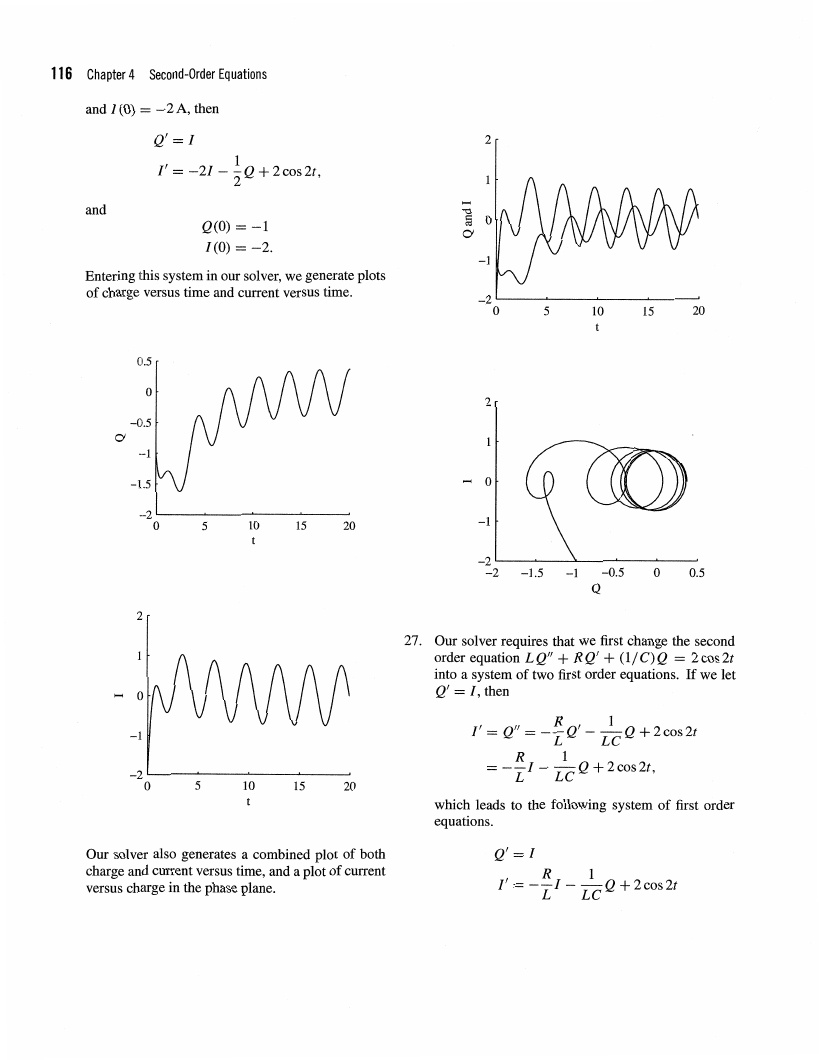 116 Chapter 4 Second-Order Equations
and I(0) = −2 A, then
Q′ = I
I′ = −2I − 1/2 Q + 2 cos 2t,
and
Q(0) = −1
I(0) = −2.
Entering this system in our solver, we generate plots
of charge versus time and current versus time.
0.5
0
−0.5
Q
−1
−1.5
−2
0 5 10 15 20
t
2
1
I 0
−1
−2
0 5 10 15 20
t
Our solver also generates a combined plot of both
charge and current versus time, and a plot of current
versus charge in the phase plane.
2
1
Q and I 0
−1
−2
0 5 10 15 20
t
2
1
I 0
−1
−2
−2 −1.5 −1 −0.5 0 0.5
Q
27. Our solver requires that we first change the second
order equation LQ″ + RQ′ + (1/C)Q = 2 cos 2t
into a system of two first order equations. If we let
Q′ = I, then
I′ = Q″ = −R/L Q′ − 1/LC Q + 2 cos 2t
= −R/L I − 1/LC Q + 2 cos 2t,
which leads to the following system of first order
equations.
Q′ = I
I′ = −R/L I − 1/LC Q + 2 cos 2t